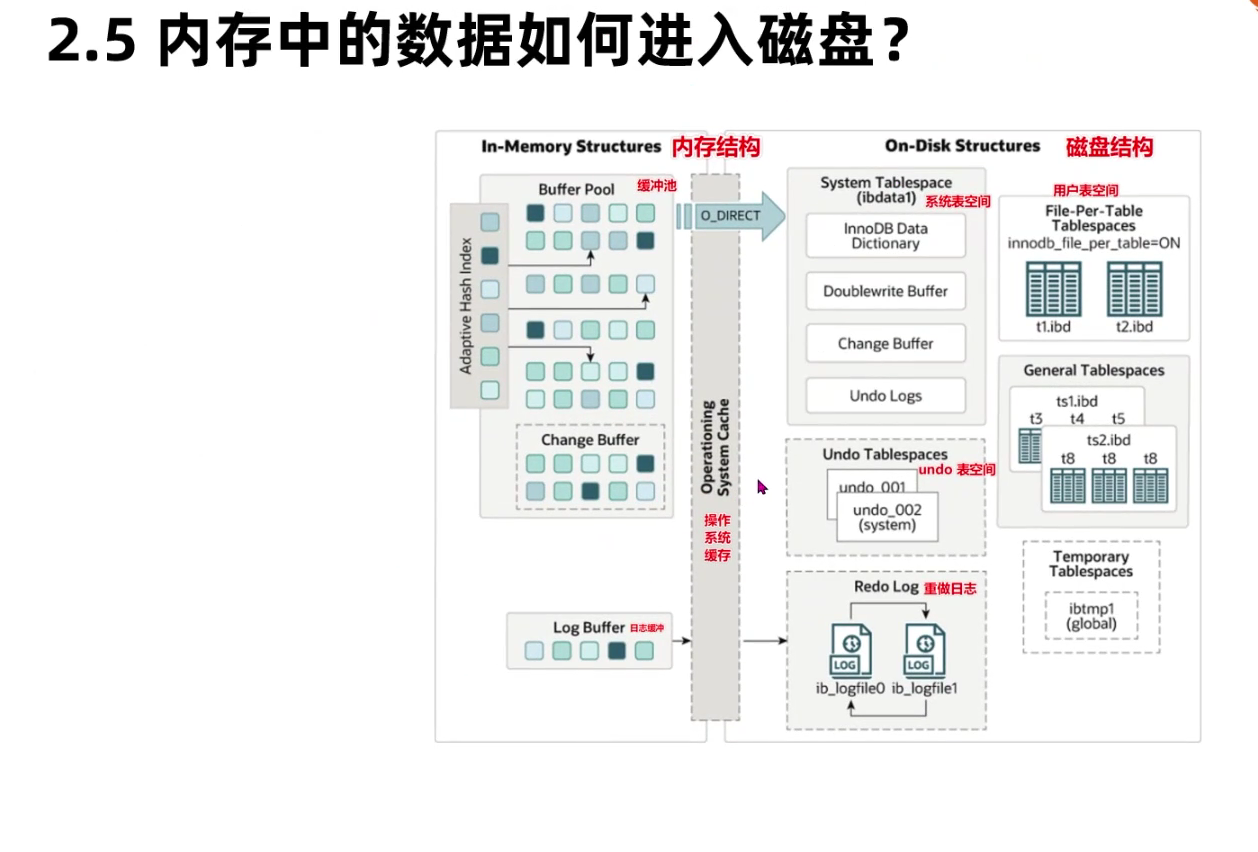 2.5 内存中的数据如何进入磁盘？
In-Memory Structures 内存结构
Buffer Pool 缓冲池
Adaptive Hash Index
Change Buffer
Log Buffer 日志缓冲
O_DIRECT
Operationing
System Cache
操作
系统
缓存
On-Disk Structures 磁盘结构
System Tablespace
(ibdata1) 系统表空间
InnoDB Data
Dictionary
Doublewrite Buffer
Change Buffer
Undo Logs
Undo Tablespaces
undo 表空间
undo_001
undo_002
(system)
Redo Log 重做日志
LOG LOG
ib_logfile0 ib_logfile1
用户表空间
File-Per-Table
Tablespaces
innodb_file_per_table=ON
t1.ibd t2.ibd
General Tablespaces
ts1.ibd
t3 t4 t5
ts2.ibd
t8 t8 t8
Temporary
Tablespaces
ibtmp1
(global)